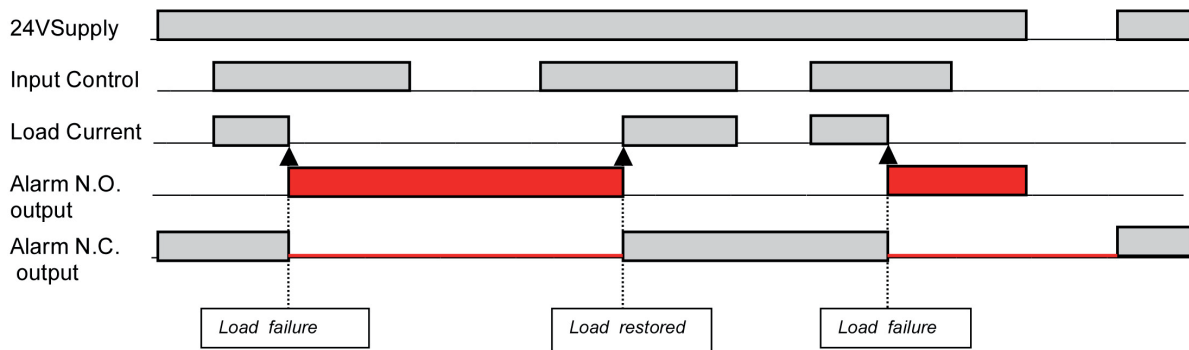 24VSupply
Input Control
Load Current
Alarm N.O.
output
Alarm N.C.
output
Load failure
Load restored
Load failure